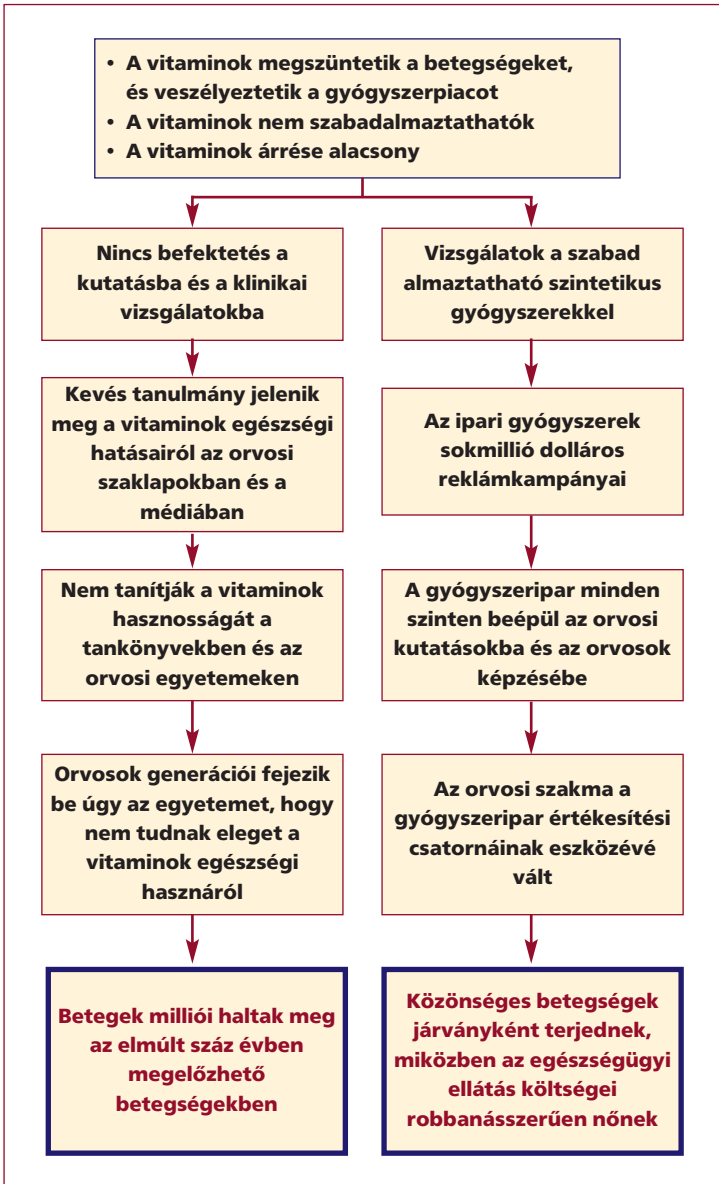 • A vitaminok megszüntetik a betegségeket,
és veszélyeztetik a gyógyszerpiacot
• A vitaminok nem szabadalmaztathatók
• A vitaminok árrése alacsony
Nincs befektetés a
kutatásba és a klinikai
vizsgálatokba
Kevés tanulmány jelenik
meg a vitaminok egészségi
hatásairól az orvosi
szaklapokban és a
médiában
Nem tanítják a vitaminok
hasznosságát a
tankönyvekben és az
orvosi egyetemeken
Orvosok generációi fejezik
be úgy az egyetemet, hogy
nem tudnak eleget a
vitaminok egészségi
hasznáról
Betegek milliói haltak meg
az elmúlt száz évben
megelőzhető
betegségekben
Vizsgálatok a szabad
almaztatható szintetikus
gyógyszerekkel
Az ipari gyógyszerek
sokmillió dolláros
reklámkampányai
A gyógyszeripar minden
szinten beépül az orvosi
kutatásokba és az orvosok
képzésébe
Az orvosi szakma a
gyógyszeripar értékesítési
csatornáinak eszközévé
vált
Közönséges betegségek
járványként terjednek,
miközben az egészségügyi
ellátás költségei
robbanásszerűen nőnek